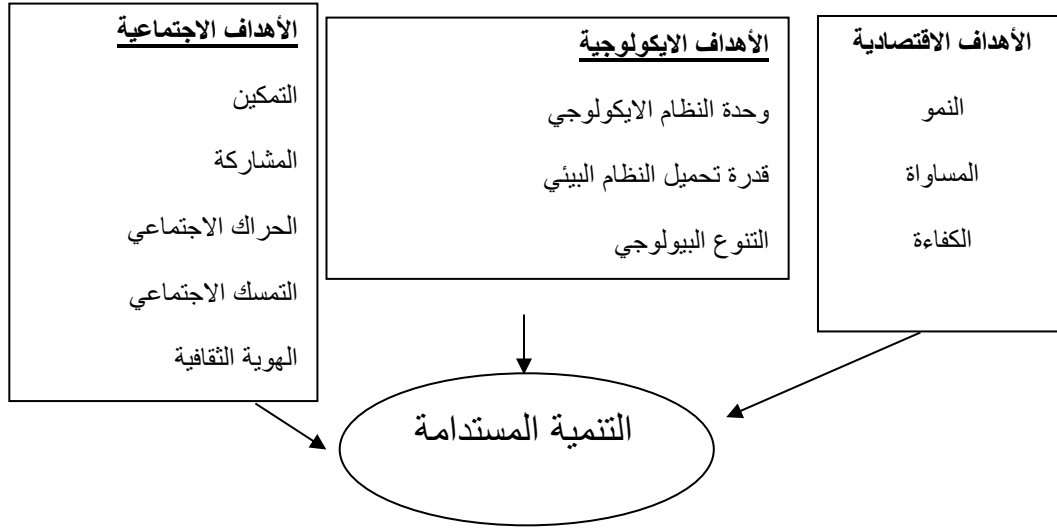 الأهداف الاقتصادية
النمو
المساواة
الكفاءة
الأهداف الايكولوجية
وحدة النظام الايكولوجي
قدرة تحميل النظام البيئي
التنوع البيولوجي
الأهداف الاجتماعية
التمكين
المشاركة
الحراك الاجتماعي
التمسك الاجتماعي
الهوية الثقافية
التنمية المستدامة